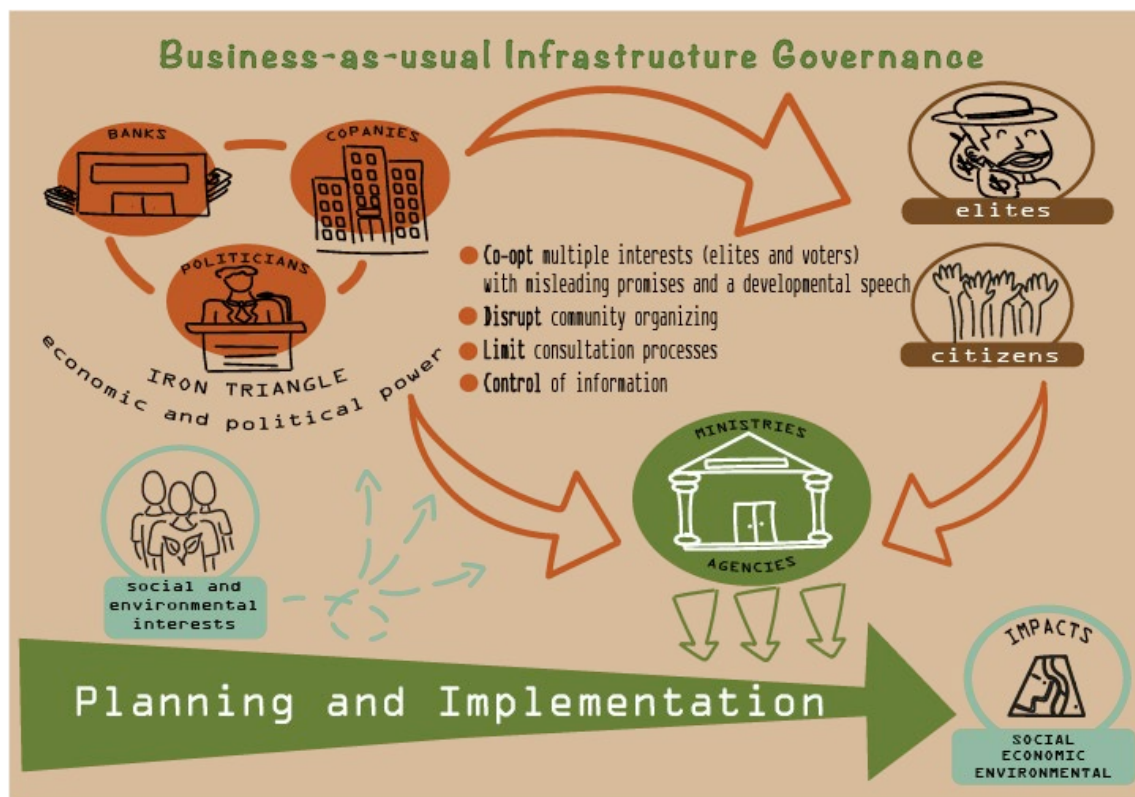 Business-as-usual Infrastructure Governance
BANKS
COPANIES
POLITICIANS
IRON TRIANGLE
economic and political power
elites
citizens
Co-opt multiple interests (elites and voters)
with misleading promises and a developmental speech
Disrupt community organizing
Limit consultation processes
Control of information
MINISTRIES
AGENCIES
social and
environmental
interests
Planning and Implementation
IMPACTS
SOCIAL
ECONOMIC
ENVIRONMENTAL